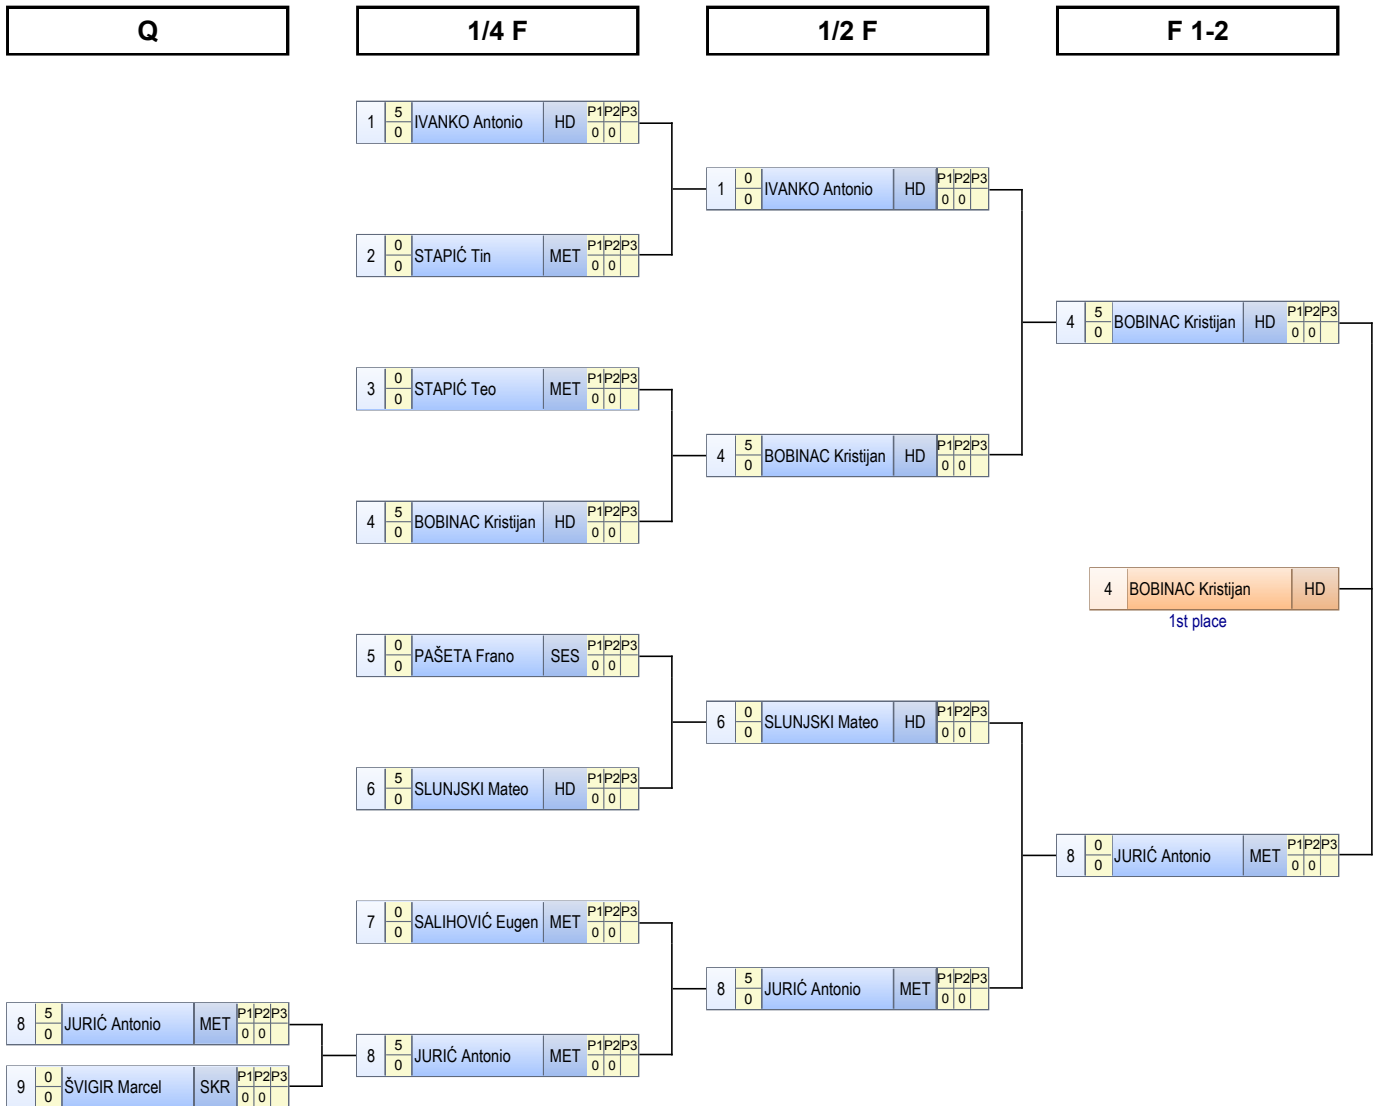 Q 1/4 F 1/2 F F 1-2
1 5 0 IVANKO Antonio HD P1 P2 P3 0 0
1 0 0 IVANKO Antonio HD P1 P2 P3 0 0
2 0 0 STAPIĆ Tin MET P1 P2 P3 0 0
4 5 0 BOBINAC Kristijan HD P1 P2 P3 0 0
3 0 0 STAPIĆ Teo MET P1 P2 P3 0 0
4 5 0 BOBINAC Kristijan HD P1 P2 P3 0 0
4 5 0 BOBINAC Kristijan HD P1 P2 P3 0 0
4 BOBINAC Kristijan HD
1st place
5 0 0 PAŠETA Frano SES P1 P2 P3 0 0
6 0 0 SLUNJSKI Mateo HD P1 P2 P3 0 0
6 5 0 SLUNJSKI Mateo HD P1 P2 P3 0 0
8 0 0 JURIĆ Antonio MET P1 P2 P3 0 0
7 0 0 SALIHOVIĆ Eugen MET P1 P2 P3 0 0
8 5 0 JURIĆ Antonio MET P1 P2 P3 0 0
8 5 0 JURIĆ Antonio MET P1 P2 P3 0 0
8 5 0 JURIĆ Antonio MET P1 P2 P3 0 0
9 0 0 ŠVIGIR Marcel SKR P1 P2 P3 0 0